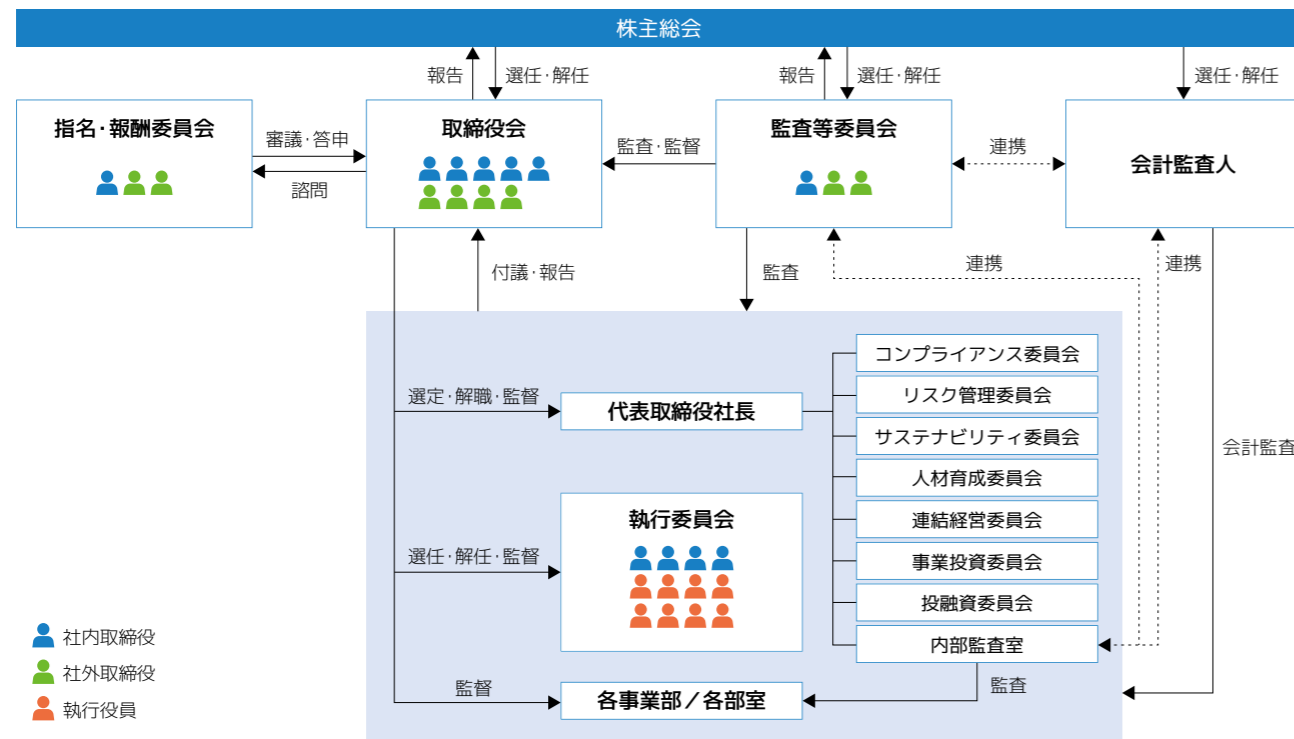 株主総会
報告
選任・解任
報告
選任・解任
選任・解任
指名・報酬委員会
審議・答申
諮問
取締役会
監査・監督
監査等委員会
連携
会計監査人
付議・報告
監査
連携
連携
コンプライアンス委員会
リスク管理委員会
サステナビリティ委員会
人材育成委員会
連結経営委員会
事業投資委員会
投融資委員会
内部監査室
選定・解職・監督
代表取締役社長
会計監査
執行委員会
選任・解任・監督
監督
各事業部／各部室
監査
社内取締役
社外取締役
執行役員